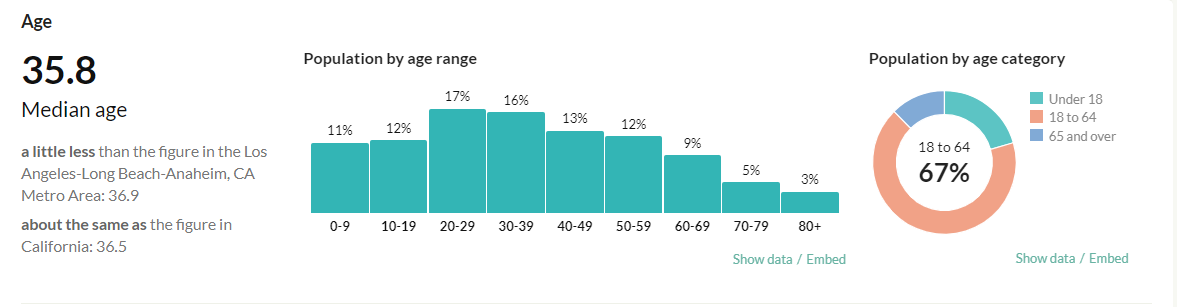 Age
35.8
Median age
a little less than the figure in the Los
Angeles-Long Beach-Anaheim, CA
Metro Area: 36.9
about the same as the figure in
California: 36.5
Population by age range
11%
12%
17%
16%
13%
12%
9%
5%
3%
0-9
10-19
20-29
30-39
40-49
50-59
60-69
70-79
80+
Show data / Embed
Population by age category
Under 18
18 to 64
65 and over
18 to 64
67%
Show data / Embed